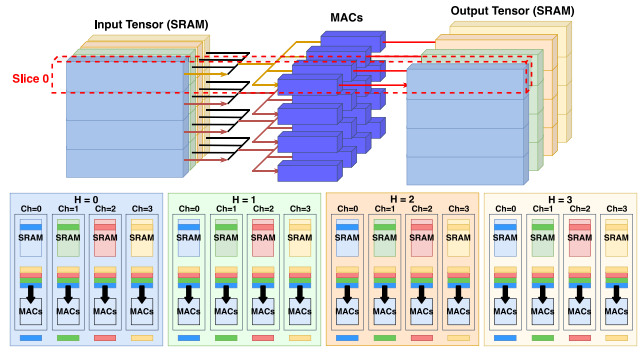 Input Tensor (SRAM)
MACs
Output Tensor (SRAM)
Slice 0
H = 0
H = 1
H = 2
H = 3
Ch=0 Ch=1 Ch=2 Ch=3
Ch=0 Ch=1 Ch=2 Ch=3
Ch=0 Ch=1 Ch=2 Ch=3
Ch=0 Ch=1 Ch=2 Ch=3
SRAM SRAM SRAM SRAM
SRAM SRAM SRAM SRAM
SRAM SRAM SRAM SRAM
SRAM SRAM SRAM SRAM
MACs MACs MACs MACs
MACs MACs MACs MACs
MACs MACs MACs MACs
MACs MACs MACs MACs